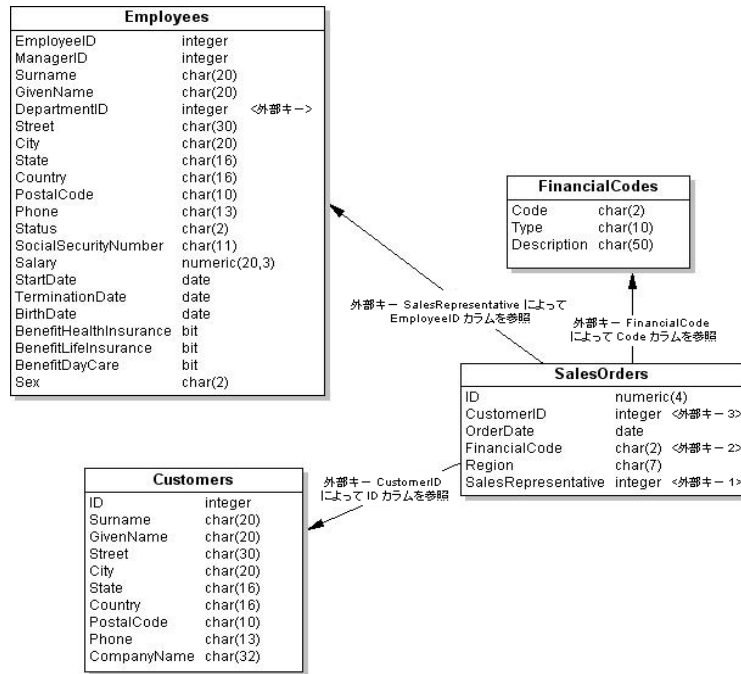 Employees
EmployeeID integer
ManagerID integer
Surname char(20)
GivenName char(20)
DepartmentID integer <外部キー>
Street char(30)
City char(20)
State char(16)
Country char(16)
PostalCode char(10)
Phone char(13)
Status char(2)
SocialSecurityNumber char(11)
Salary numeric(20,3)
StartDate date
TerminationDate date
BirthDate date
BenefitHealthInsurance bit
BenefitLifeInsurance bit
BenefitDayCare bit
Sex char(2)
FinancialCodes
Code char(2)
Type char(10)
Description char(50)
外部キー SalesRepresentative によって
EmployeeID カラムを参照
外部キー FinancialCode
によって Code カラムを参照
SalesOrders
ID numeric(4)
CustomerID integer <外部キー 3>
OrderDate date
FinancialCode char(2) <外部キー 2>
Region char(7)
SalesRepresentative integer <外部キー 1>
外部キー CustomerID
によって ID カラムを参照
Customers
ID integer
Surname char(20)
GivenName char(20)
Street char(30)
City char(20)
State char(16)
Country char(16)
PostalCode char(10)
Phone char(13)
CompanyName char(32)